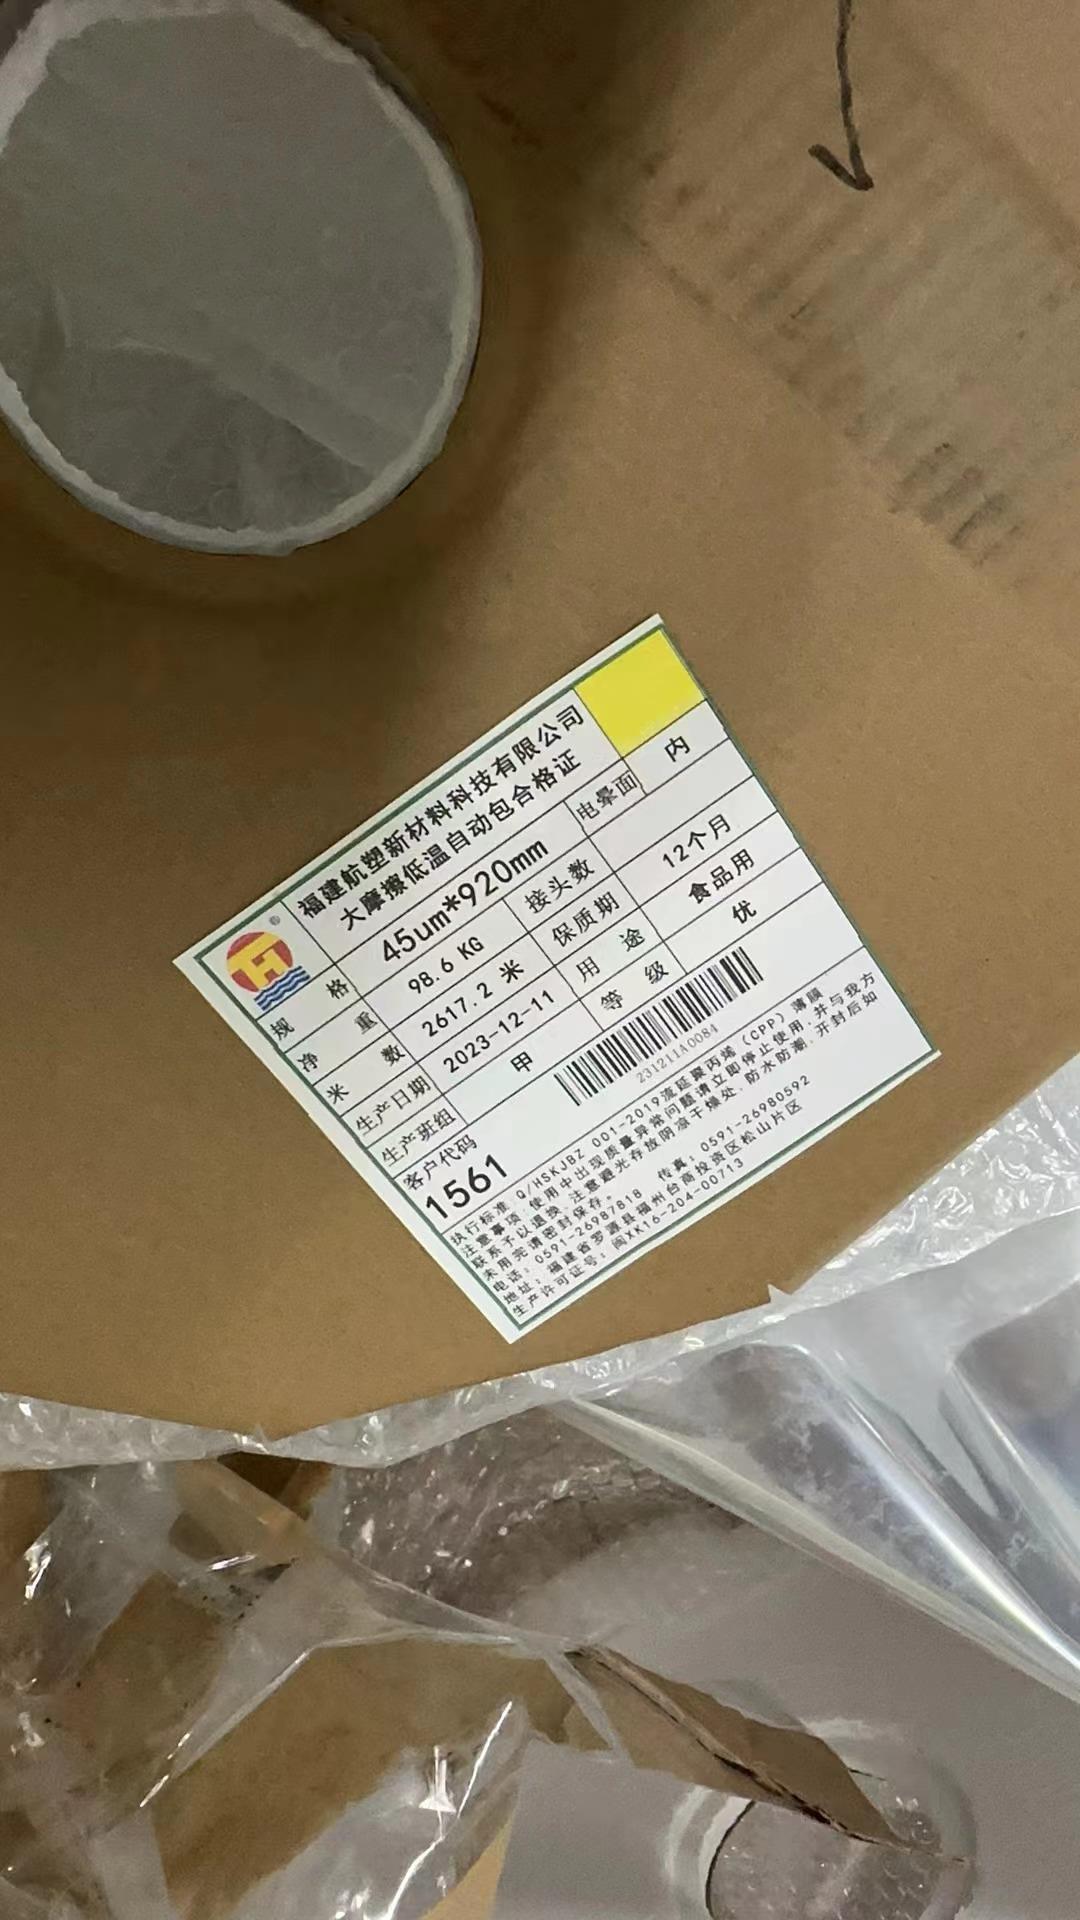 福建航塑新材料科技有限公司
大摩擦低温自动包合格证
®
规 格 45um*920mm 电晕面 内
净 重 98.6 KG 接头数
米 数 2617.2 米 保质期 12个月
生产日期 2023-12-11 用 途 食品用
生产班组 甲 等 级 优
客户代码
1561
231211A0084
执行标准:Q/HSKJBZ 001-2019流延聚丙烯(CPP)薄膜
注意事项:使用中出现质量异常问题请立即停止使用,并与我方
联系予以退换,注意避光存放阴凉干燥处,防水防潮,开封后如
未用完请密封保存。
电话:0591-26987818 传真:0591-26980592
地址:福建省罗源县福州台商投资区松山片区
生产许可证号:闽XK16-204-00713